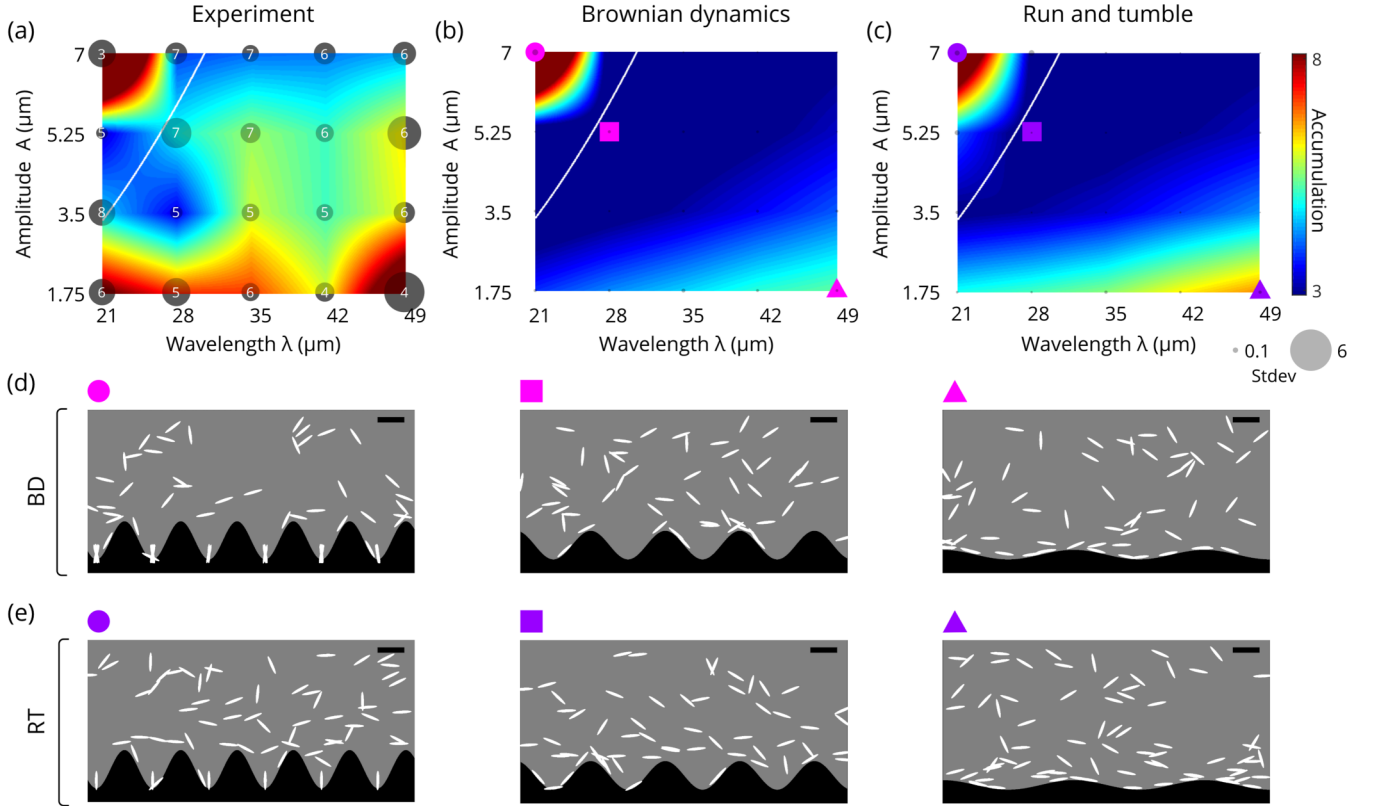 Experiment
Brownian dynamics
Run and tumble
(a)
(b)
(c)
7
5.25
3.5
1.75
Amplitude A (μm)
3 7 7 6 6
5 7 7 6 6
8 5 5 5 6
6 5 6 4 4
21 28 35 42 49
Wavelength λ (μm)
7
5.25
3.5
1.75
Amplitude A (μm)
21 28 35 42 49
Wavelength λ (μm)
7
5.25
3.5
1.75
Amplitude A (μm)
21 28 35 42 49
Wavelength λ (μm)
8
Accumulation
3
0.1 6
Stdev
(d)
BD
(e)
RT